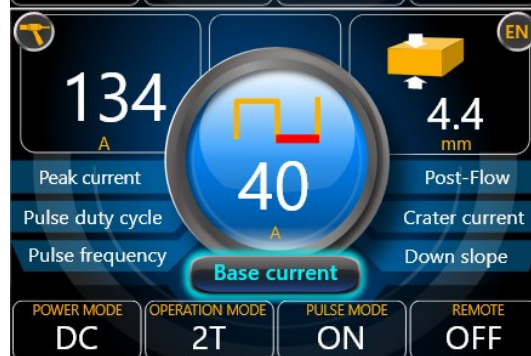 EN
134
A
4.4
mm
40
A
Peak current
Pulse duty cycle
Pulse frequency
Post-Flow
Crater current
Down slope
Base current
POWER MODE
DC
OPERATION MODE
2T
PULSE MODE
ON
REMOTE
OFF